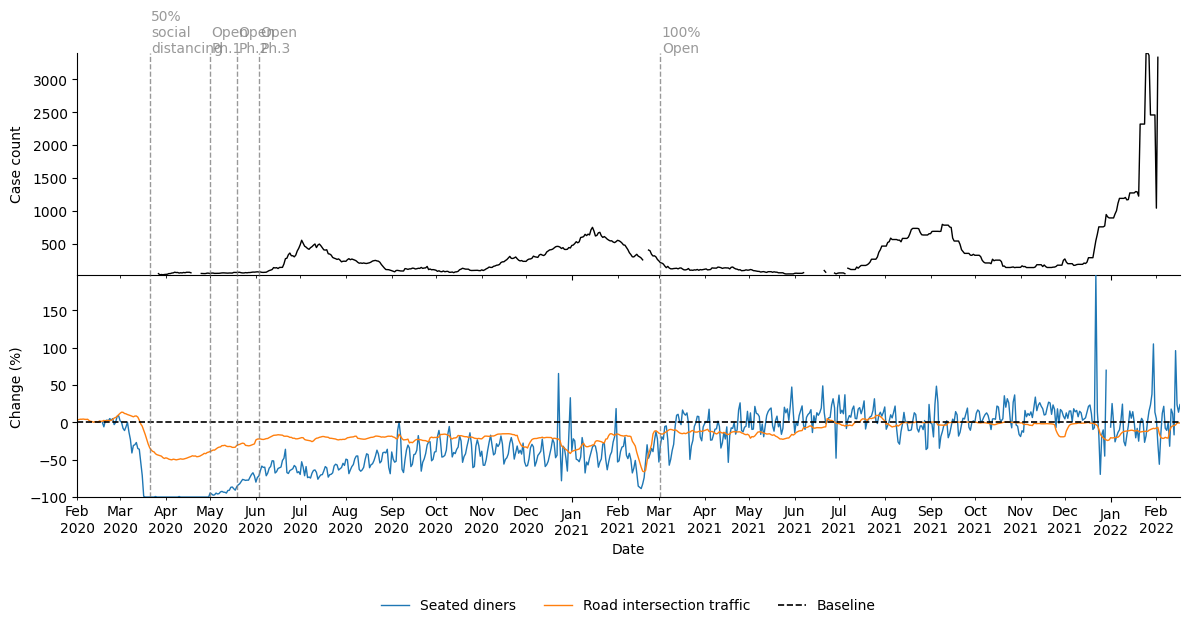 50%
social
distancing
Open
Ph.1
Open
Ph.2
Open
Ph.3
100%
Open
Case count
3000
2500
2000
1500
1000
500
Change (%)
150
100
50
0
−50
−100
Feb
2020
Mar
2020
Apr
2020
May
2020
Jun
2020
Jul
2020
Aug
2020
Sep
2020
Oct
2020
Nov
2020
Dec
2020
Jan
2021
Feb
2021
Mar
2021
Apr
2021
May
2021
Jun
2021
Jul
2021
Aug
2021
Sep
2021
Oct
2021
Nov
2021
Dec
2021
Jan
2022
Feb
2022
Date
Seated diners
Road intersection traffic
Baseline